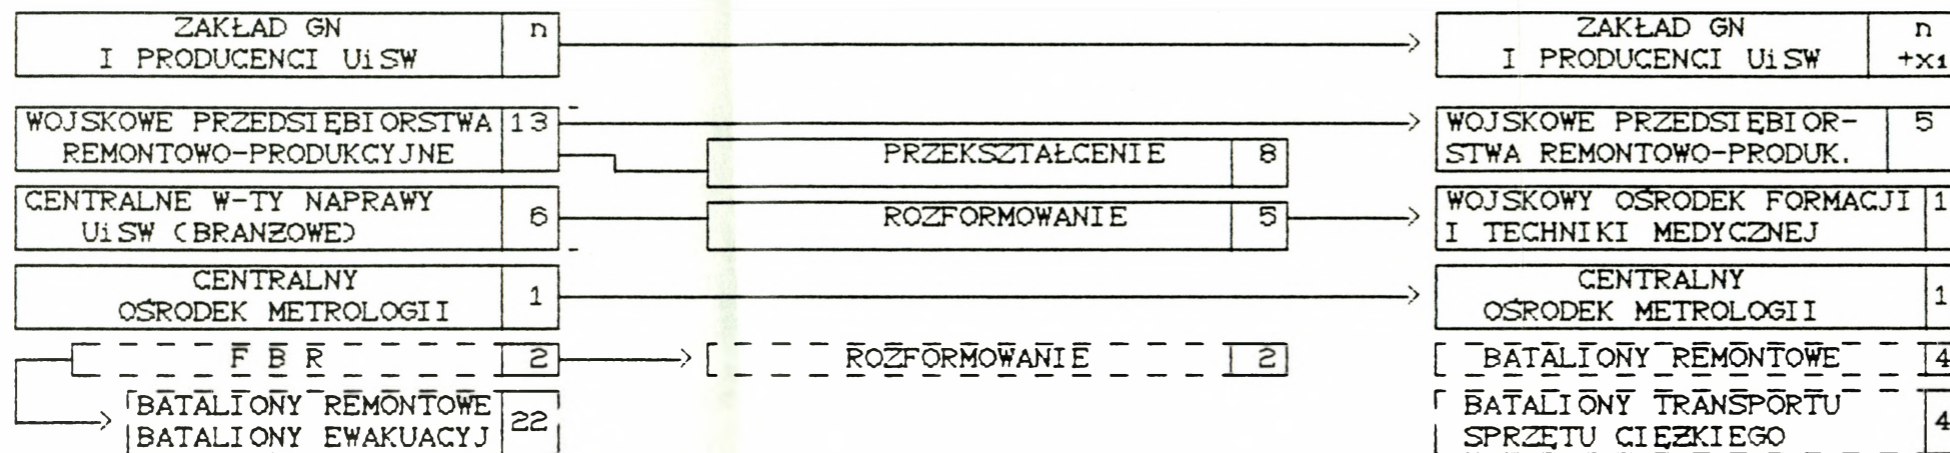 ZAKŁAD GN
I PRODUCENCI UiSW
n
ZAKŁAD GN
I PRODUCENCI UiSW
n
+x1
WOJSKOWE PRZEDSIĘBIORSTWA
REMONTOWO-PRODUKCYJNE
13
PRZEKSZTAŁCENIE 8
WOJSKOWE PRZEDSIĘBIOR-
STWA REMONTOWO-PRODUK.
5
CENTRALNE W-TY NAPRAWY
UiSW (BRANZOWE)
6
ROZFORMOWANIE 5
WOJSKOWY OŚRODEK FORMACJI
I TECHNIKI MEDYCZNEJ
1
CENTRALNY
OŚRODEK METROLOGII
1
CENTRALNY
OŚRODEK METROLOGII
1
F B R 2
ROZFORMOWANIE 2
BATALIONY REMONTOWE 4
BATALIONY REMONTOWE
BATALIONY EWAKUACYJ
22
BATALIONY TRANSPORTU
SPRZĘTU CIĘŻKIEGO
4